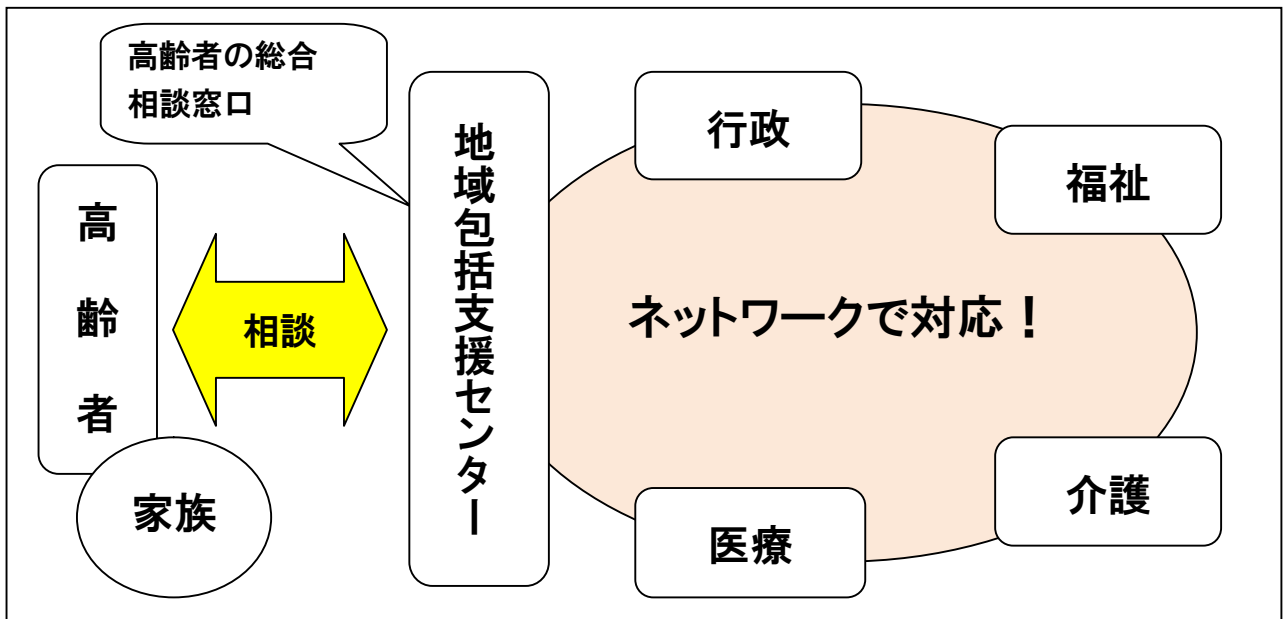 高齢者の総合
相談窓口
高齢者
家族
相談
地域包括支援センター
行政
福祉
ネットワークで対応！
介護
医療